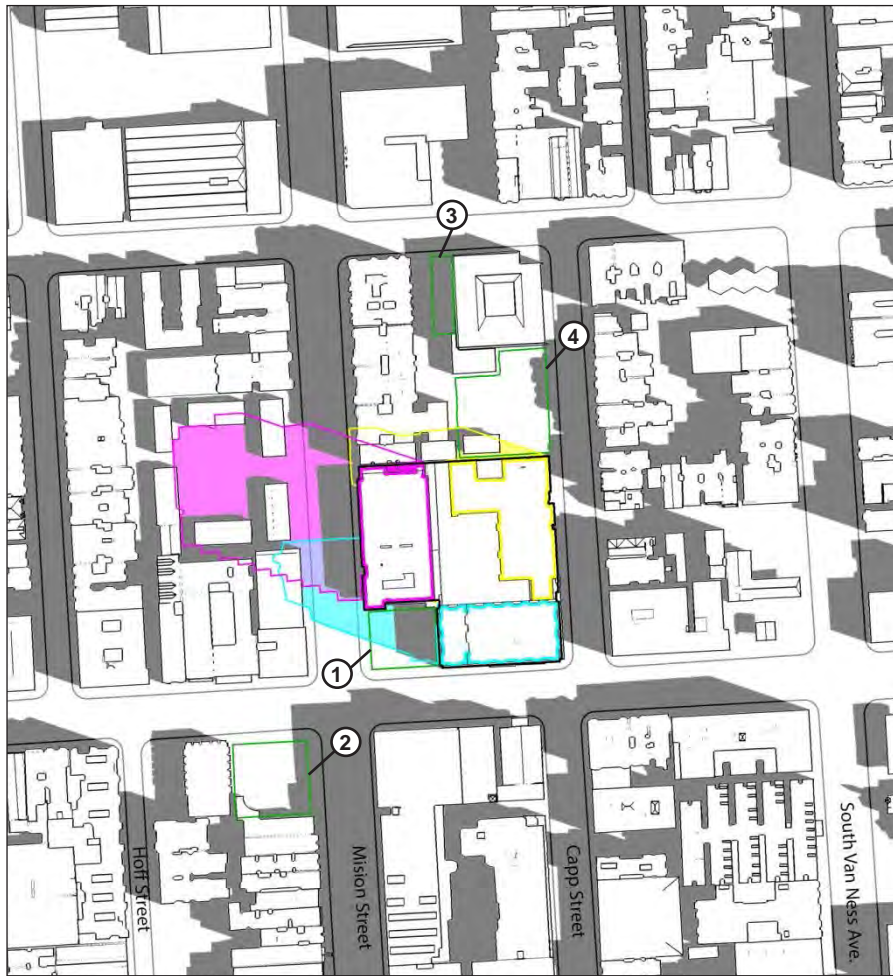 3
4
1
2
Hoff Street
Mision Street
Capp Street
South Van Ness Ave.